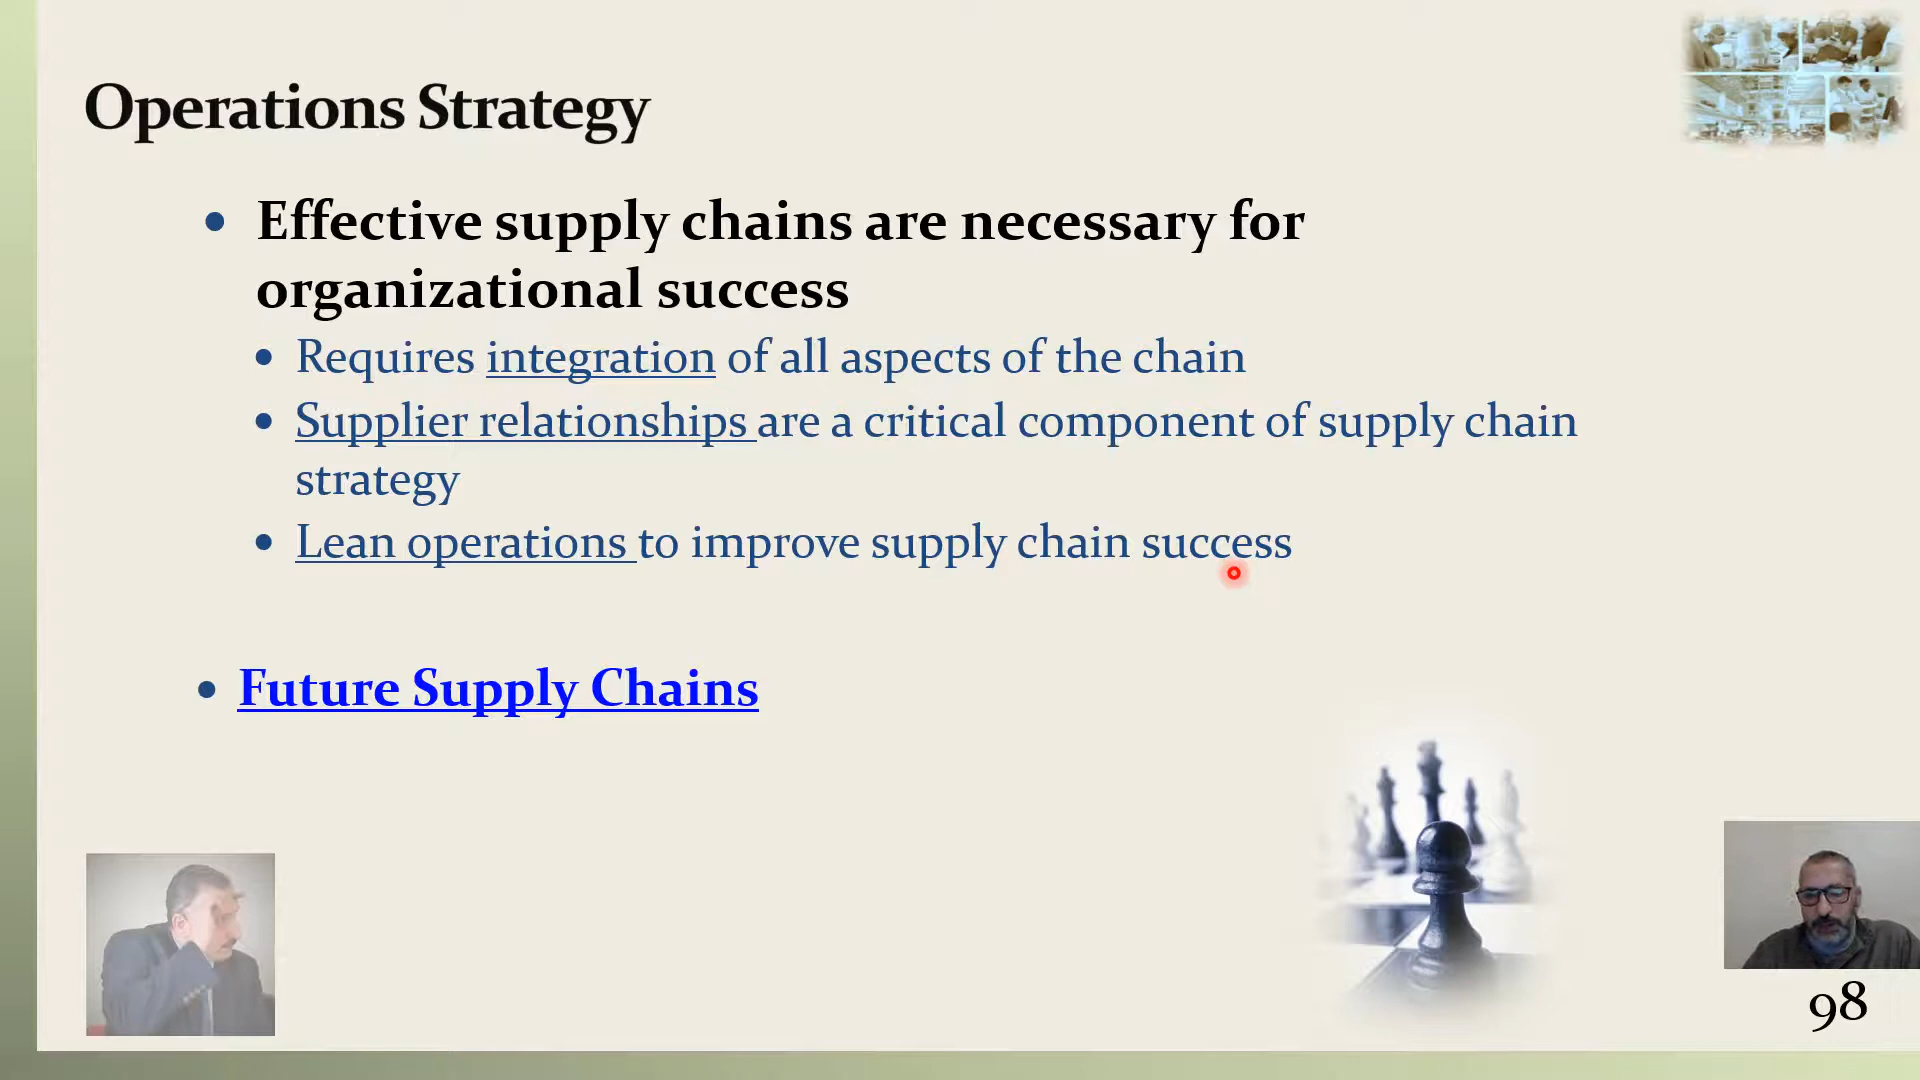 Operations Strategy
Effective supply chains are necessary for
organizational success
Requires integration of all aspects of the chain
Supplier relationships are a critical component of supply chain
strategy
Lean operations to improve supply chain success
Future Supply Chains
98